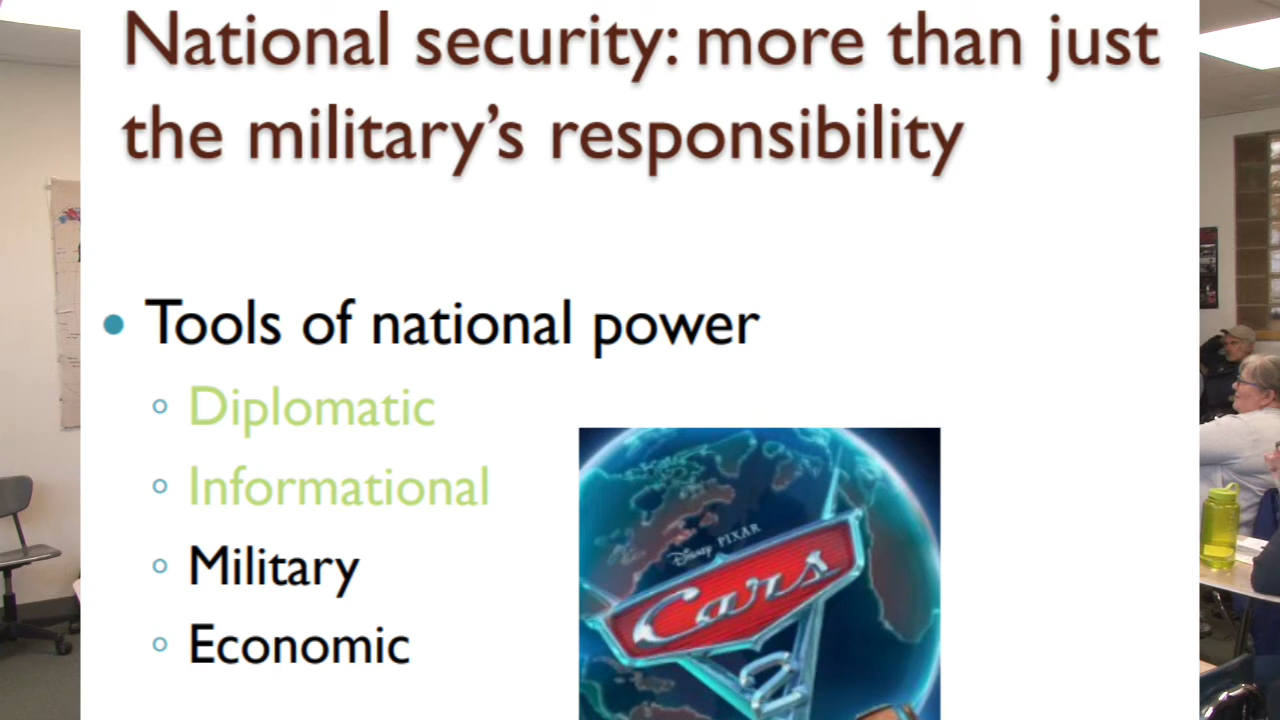 National security: more than just
the military’s responsibility
Tools of national power
Diplomatic
Informational
Military
Economic
Disney PIXAR
Cars
2